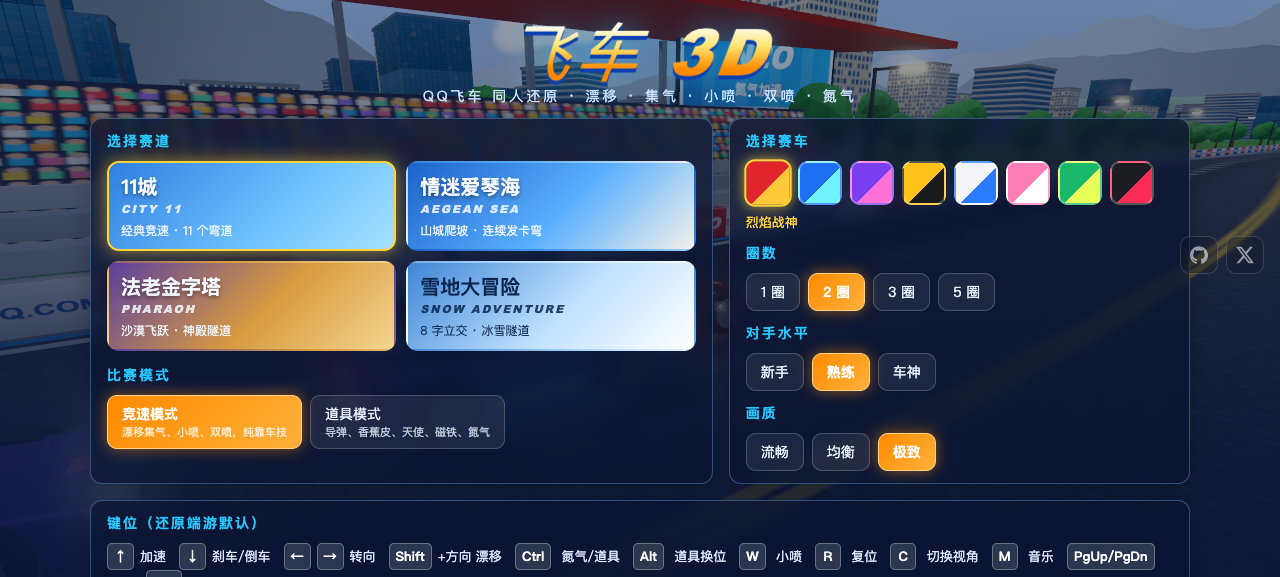 飞车 3D
QQ飞车 同人还原 · 漂移 · 集气 · 小喷 · 双喷 · 氮气
选择赛道
11城
CITY 11
经典竞速 · 11 个弯道
情迷爱琴海
AEGEAN SEA
山城爬坡 · 连续发卡弯
法老金字塔
PHARAOH
沙漠飞跃 · 神殿隧道
雪地大冒险
SNOW ADVENTURE
8 字立交 · 冰雪隧道
比赛模式
竞速模式
漂移集气、小喷、双喷，纯靠车技
道具模式
导弹、香蕉皮、天使、磁铁、氮气
选择赛车
烈焰战神
圈数
1 圈 2 圈 3 圈 5 圈
对手水平
新手 熟练 车神
画质
流畅 均衡 极致
Q.COM
键位（还原端游默认）
↑ 加速 ↓ 刹车/倒车 ← → 转向 Shift +方向 漂移 Ctrl 氮气/道具 Alt 道具换位 W 小喷 R 复位 C 切换视角 M 音乐 PgUp/PgDn